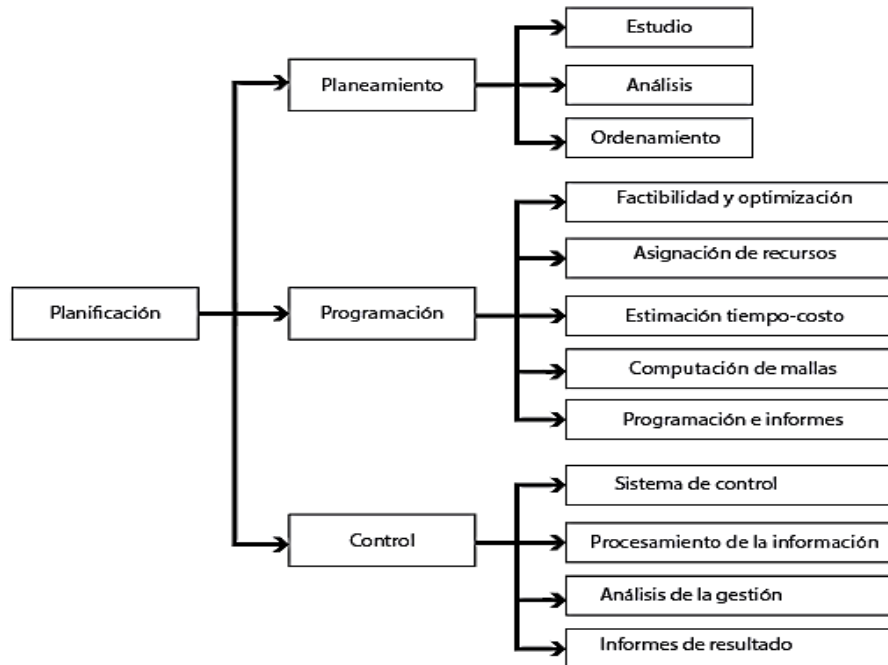 Planificación
Planeamiento
Estudio
Análisis
Ordenamiento
Programación
Factibilidad y optimización
Asignación de recursos
Estimación tiempo-costo
Computación de mallas
Programación e informes
Control
Sistema de control
Procesamiento de la información
Análisis de la gestión
Informes de resultado